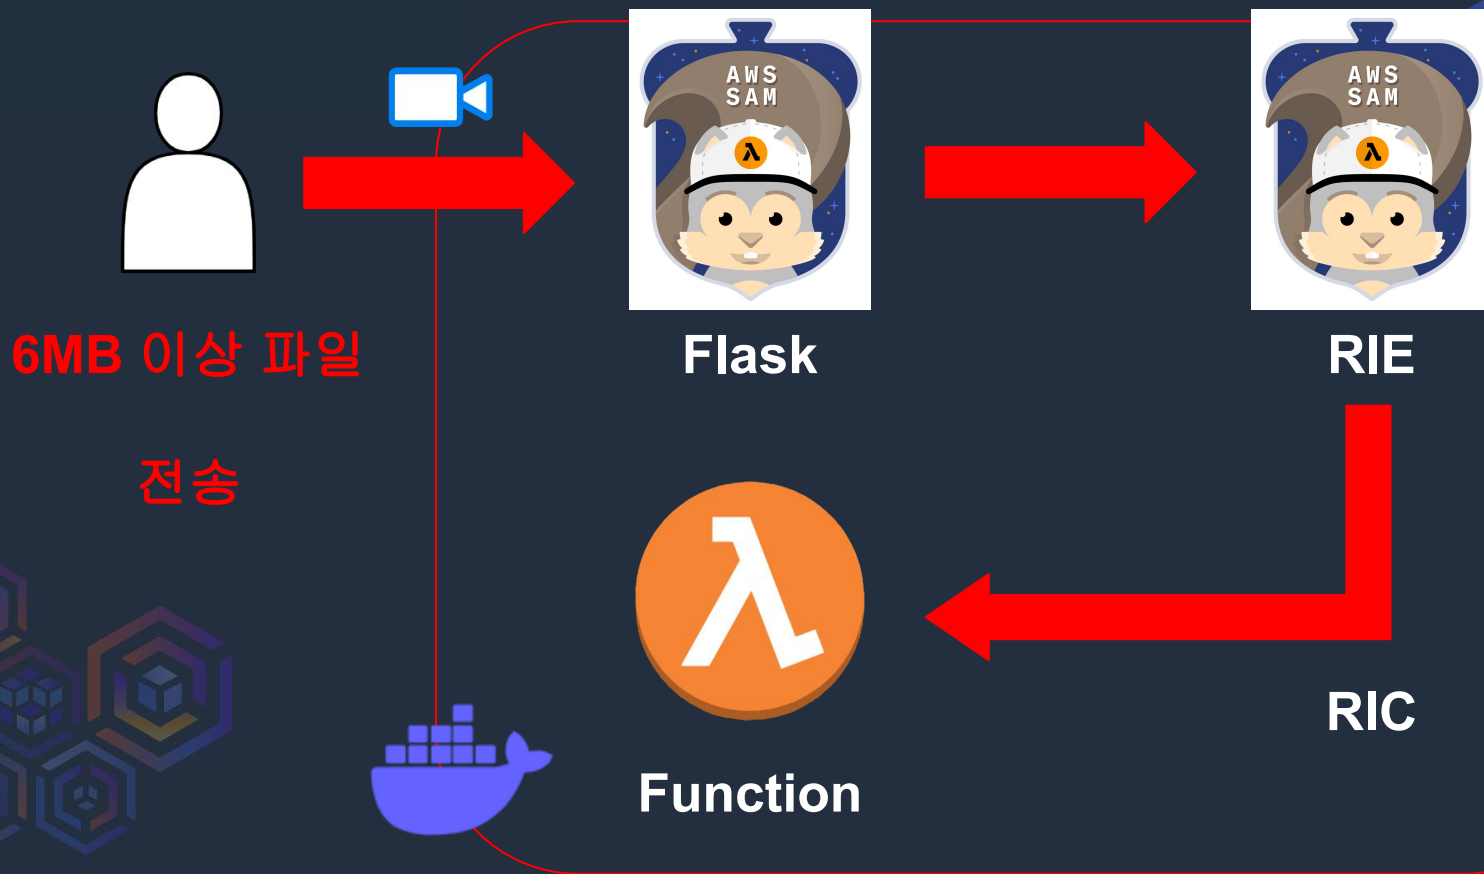 AWS
SAM
AWS
SAM
6MB 이상 파일
전송
Flask
RIE
RIC
Function